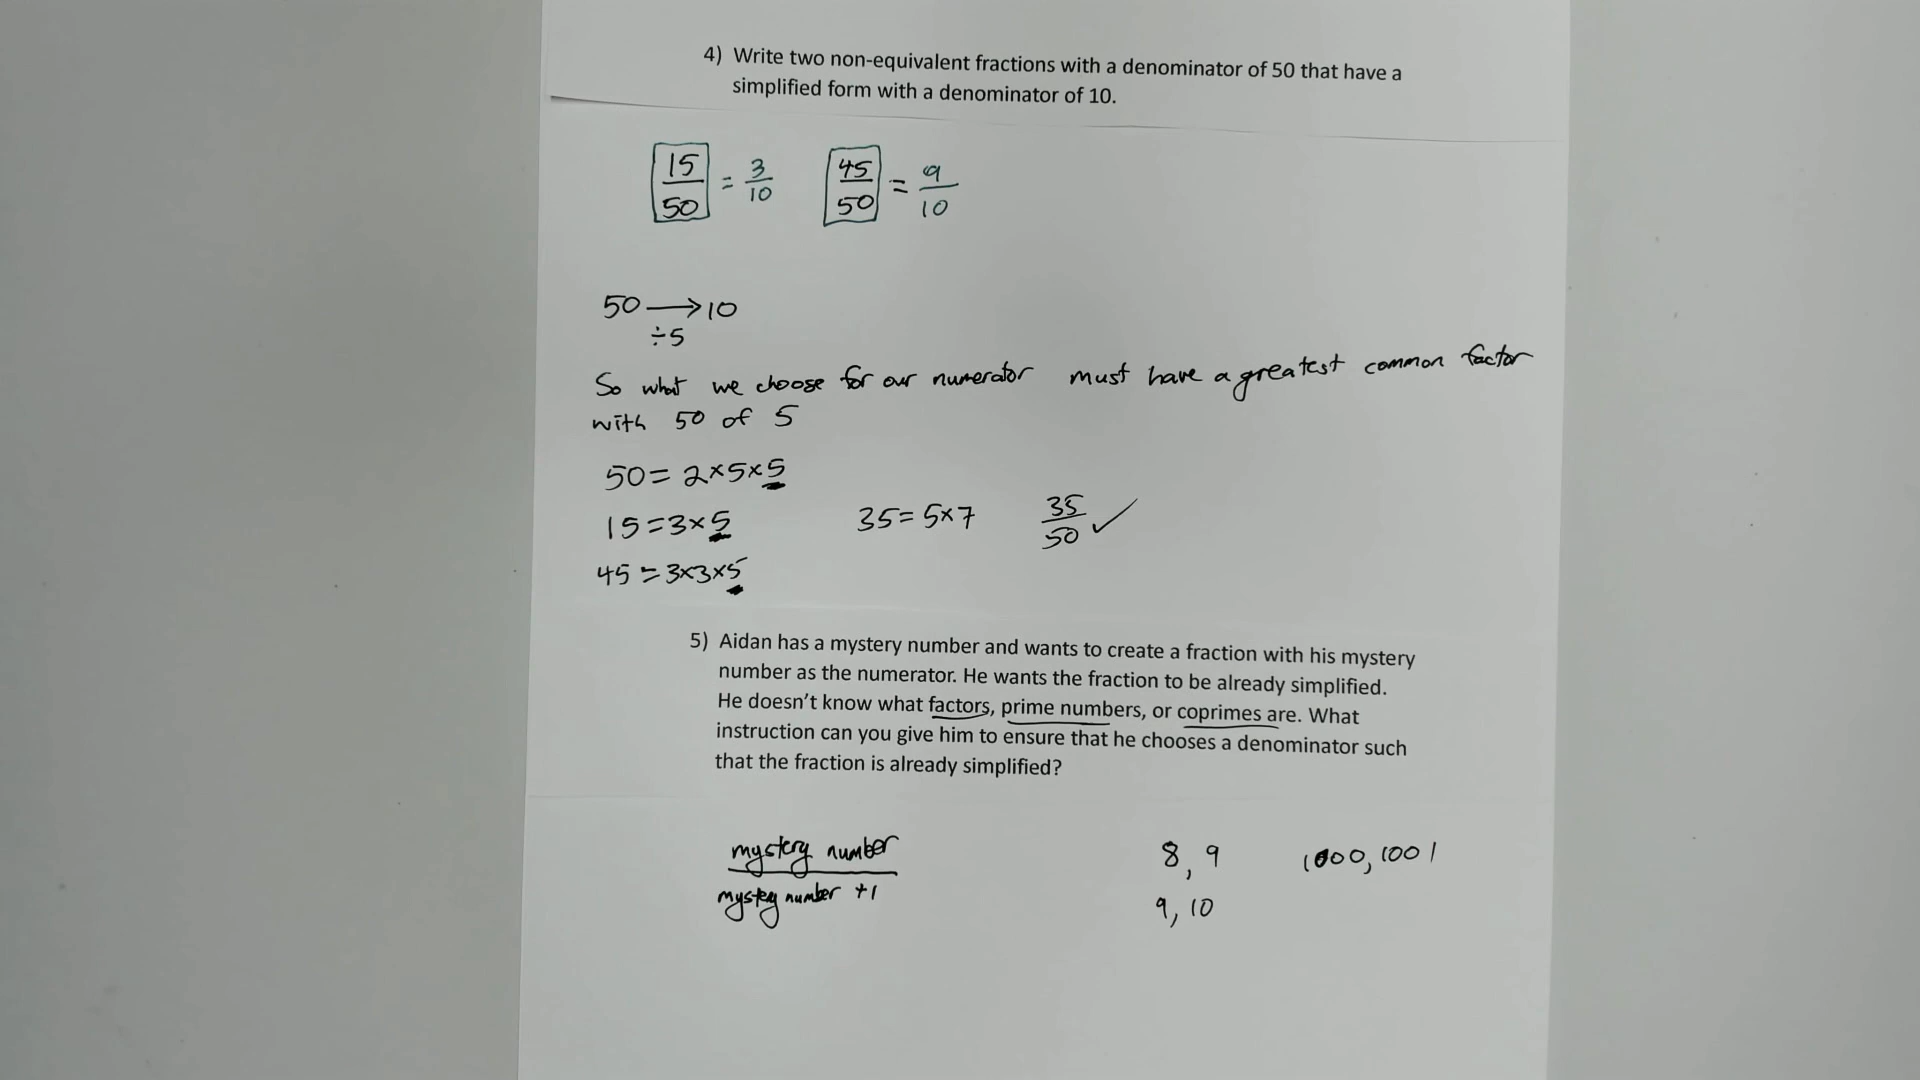 4) Write two non-equivalent fractions with a denominator of 50 that have a
simplified form with a denominator of 10.
15/50 = 3/10 45/50 = 9/10
50 → 10
÷5
So what we choose for our numerator must have a greatest common factor
with 50 of 5
50 = 2×5×5
15 = 3×5 35 = 5×7 35/50 ✓
45 = 3×3×5
5) Aidan has a mystery number and wants to create a fraction with his mystery
number as the numerator. He wants the fraction to be already simplified.
He doesn't know what factors, prime numbers, or coprimes are. What
instruction can you give him to ensure that he chooses a denominator such
that the fraction is already simplified?
mystery number 8, 9 1000, 1001
mystery number +1 9, 10